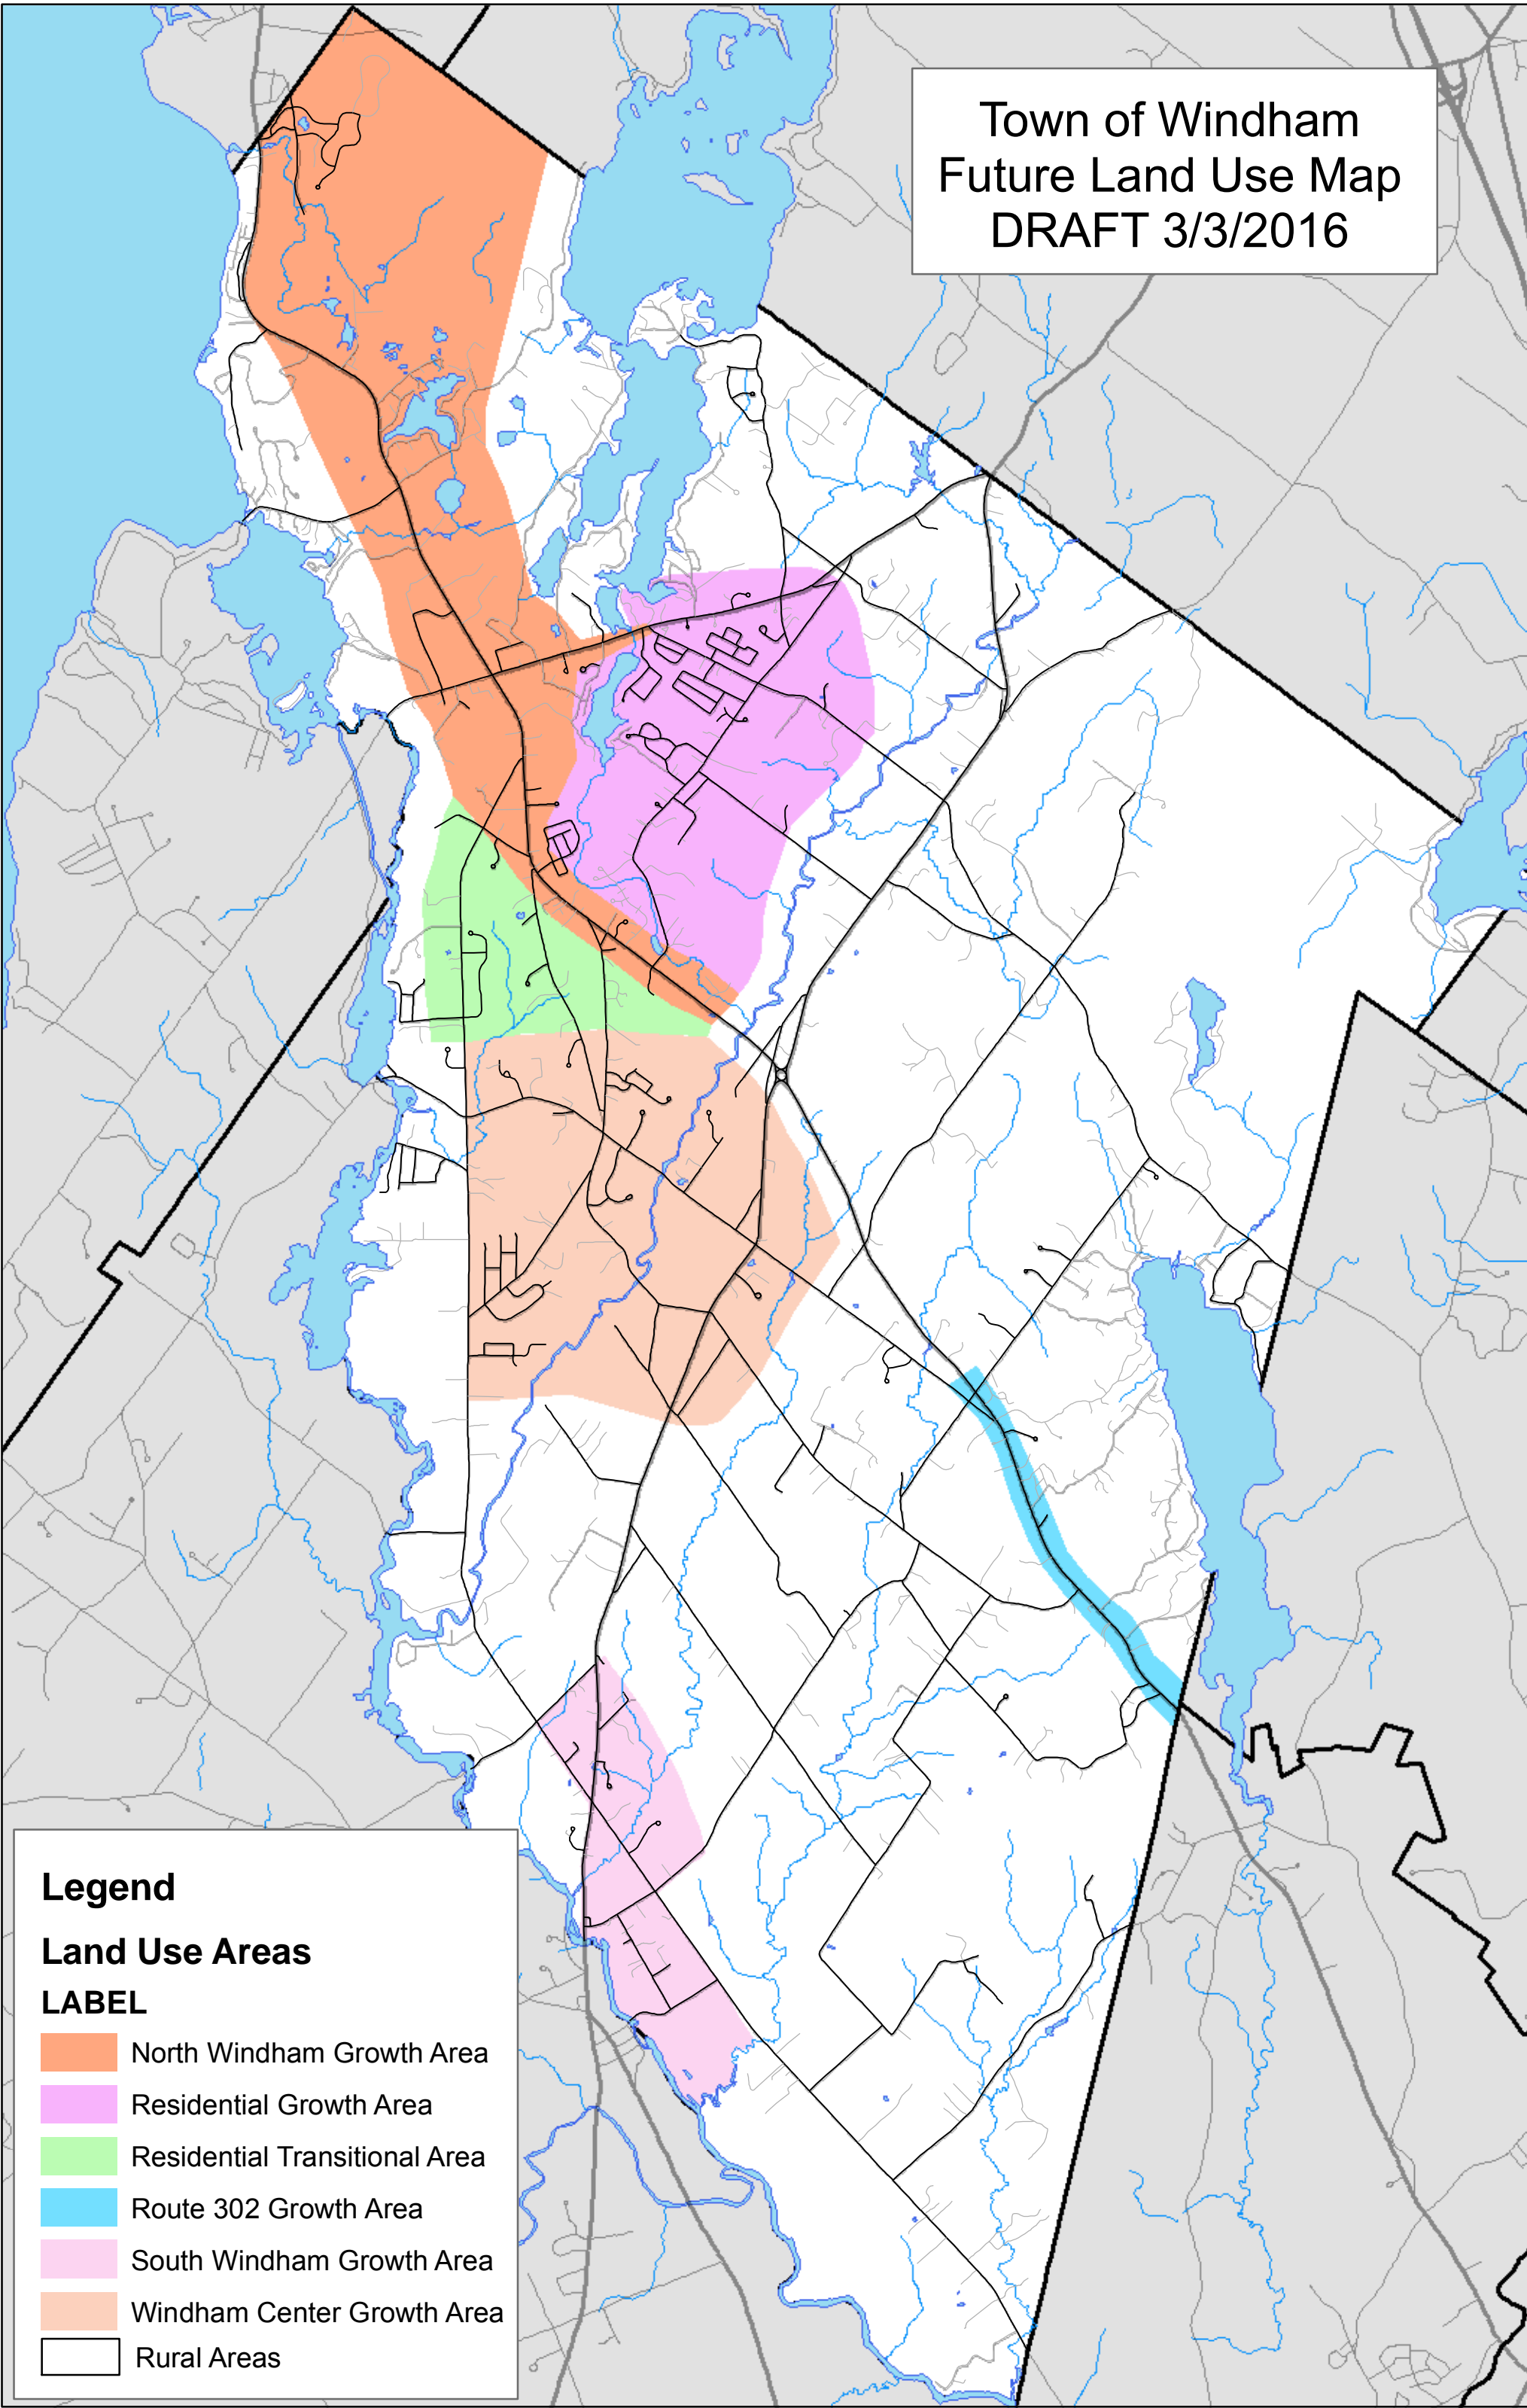 Town of Windham
Future Land Use Map
DRAFT 3/3/2016
Legend
Land Use Areas
LABEL
North Windham Growth Area
Residential Growth Area
Residential Transitional Area
Route 302 Growth Area
South Windham Growth Area
Windham Center Growth Area
Rural Areas